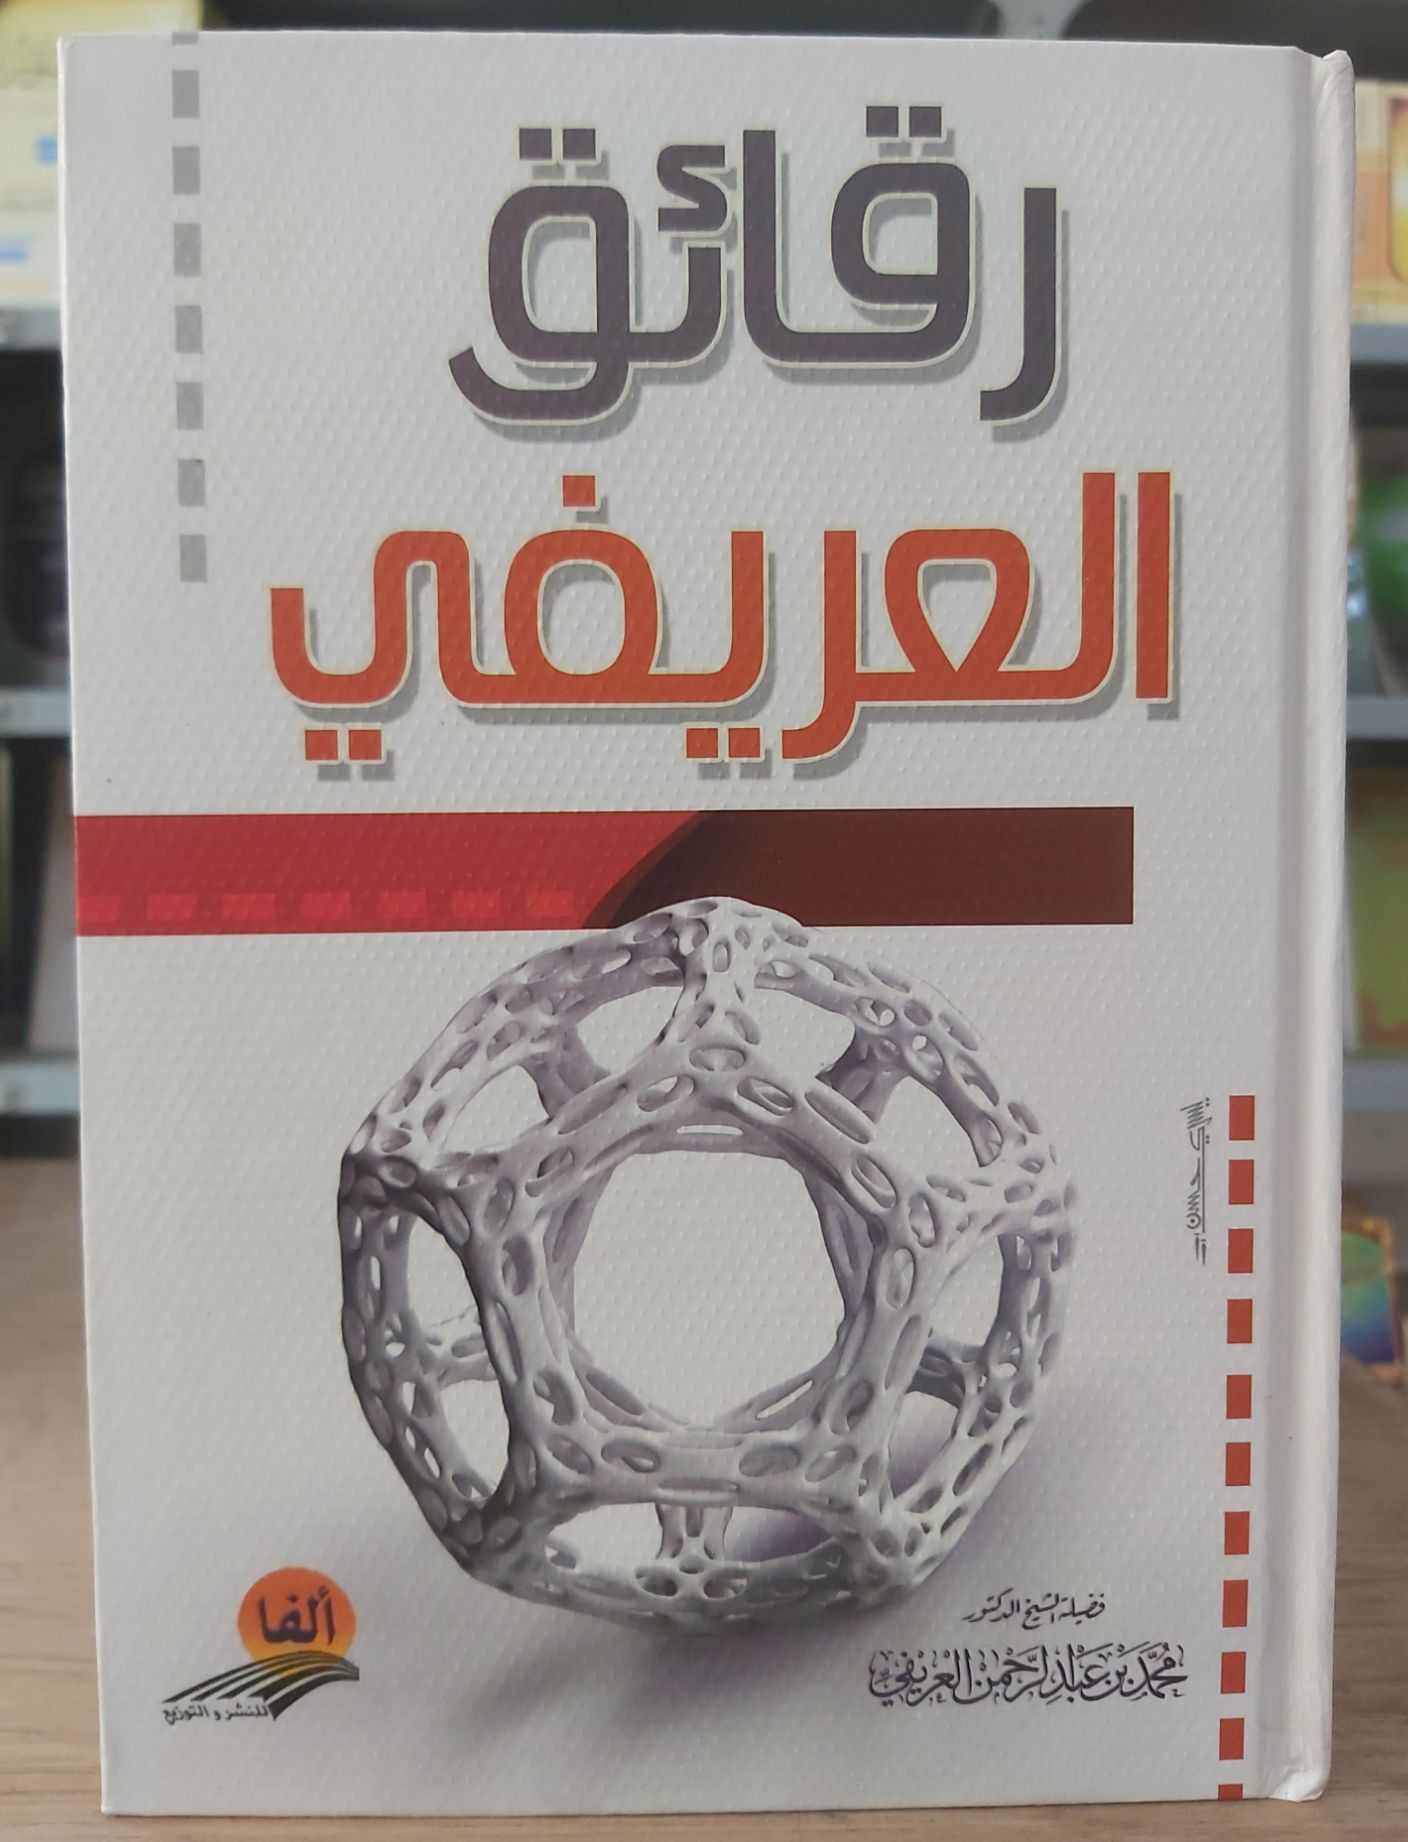 رقائق
العريفي
فضيلة الشيخ الدكتور
محمد بن عبد الرحمن العريفي
ألفا
للنشر و التوزيع